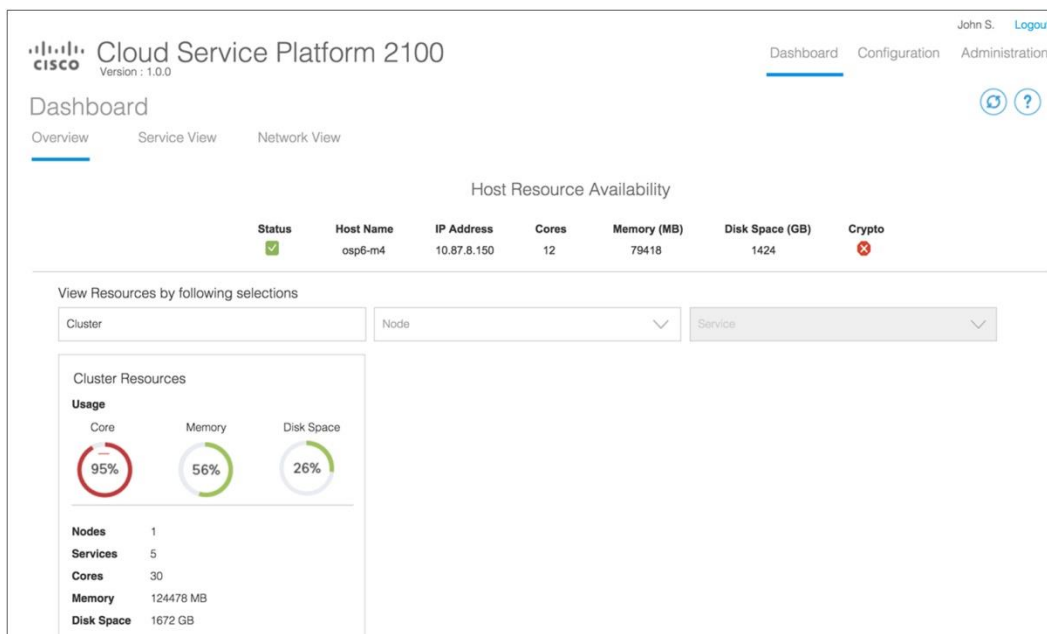 John S. Logou
CISCO Cloud Service Platform 2100
Version : 1.0.0
Dashboard Configuration Administration
Dashboard
?
Overview Service View Network View
Host Resource Availability
Status Host Name IP Address Cores Memory (MB) Disk Space (GB) Crypto
osp6-m4 10.87.8.150 12 79418 1424
View Resources by following selections
Cluster Node Service
Cluster Resources
Usage
Core Memory Disk Space
95% 56% 26%
Nodes 1
Services 5
Cores 30
Memory 124478 MB
Disk Space 1672 GB